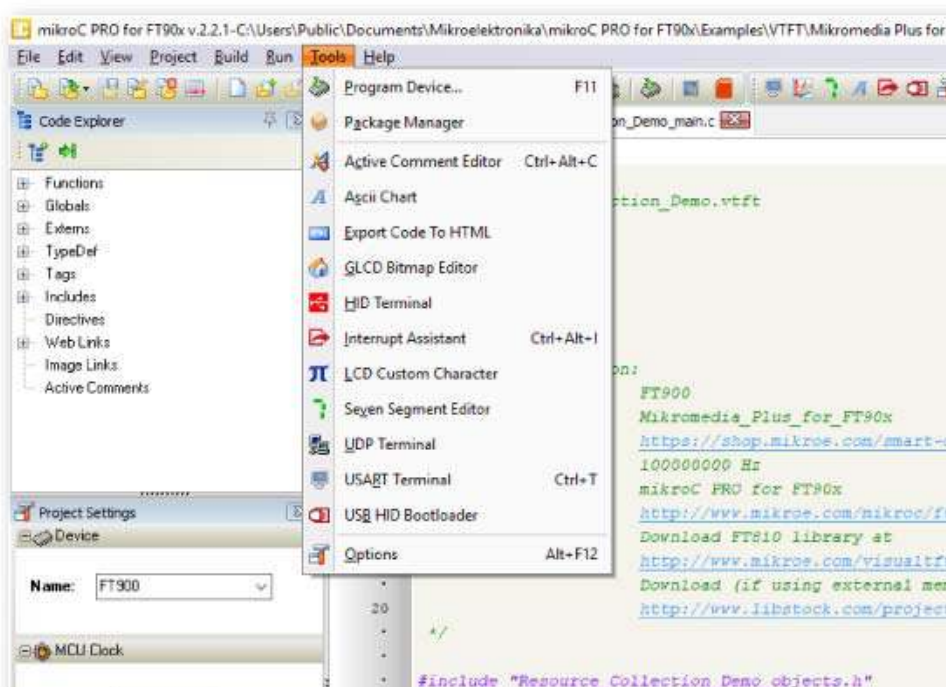 mikroC PRO for FT90x v.2.2.1-C:\Users\Public\Documents\Mikroelektronika\mikroC PRO for FT90x\Examples\VTFT\Mikromedia Plus for
File Edit View Project Build Run Tools Help
Code Explorer
Functions
Globals
Externs
TypeDef
Tags
Includes
Directives
Web Links
Image Links
Active Comments
Project Settings
Device
Name: FT900
MCU Clock
Program Device... F11
Package Manager
Active Comment Editor Ctrl+Alt+C
Ascii Chart
Export Code To HTML
GLCD Bitmap Editor
HID Terminal
Interrupt Assistant Ctrl+Alt+I
LCD Custom Character
Seven Segment Editor
UDP Terminal
USART Terminal Ctrl+T
USB HID Bootloader
Options Alt+F12
on_Demo_main.c
ction_Demo.vtft
on:
FT900
Mikromedia_Plus_for_FT90x
https://shop.mikroe.com/smart-
100000000 Hz
mikroC PRO for FT90x
http://www.mikroe.com/mikroc/f
Download FT810 library at
http://www.mikroe.com/visualtf
Download (if using external me
20 http://www.libstock.com/projec
*/
#include "Resource_Collection_Demo_objects.h"